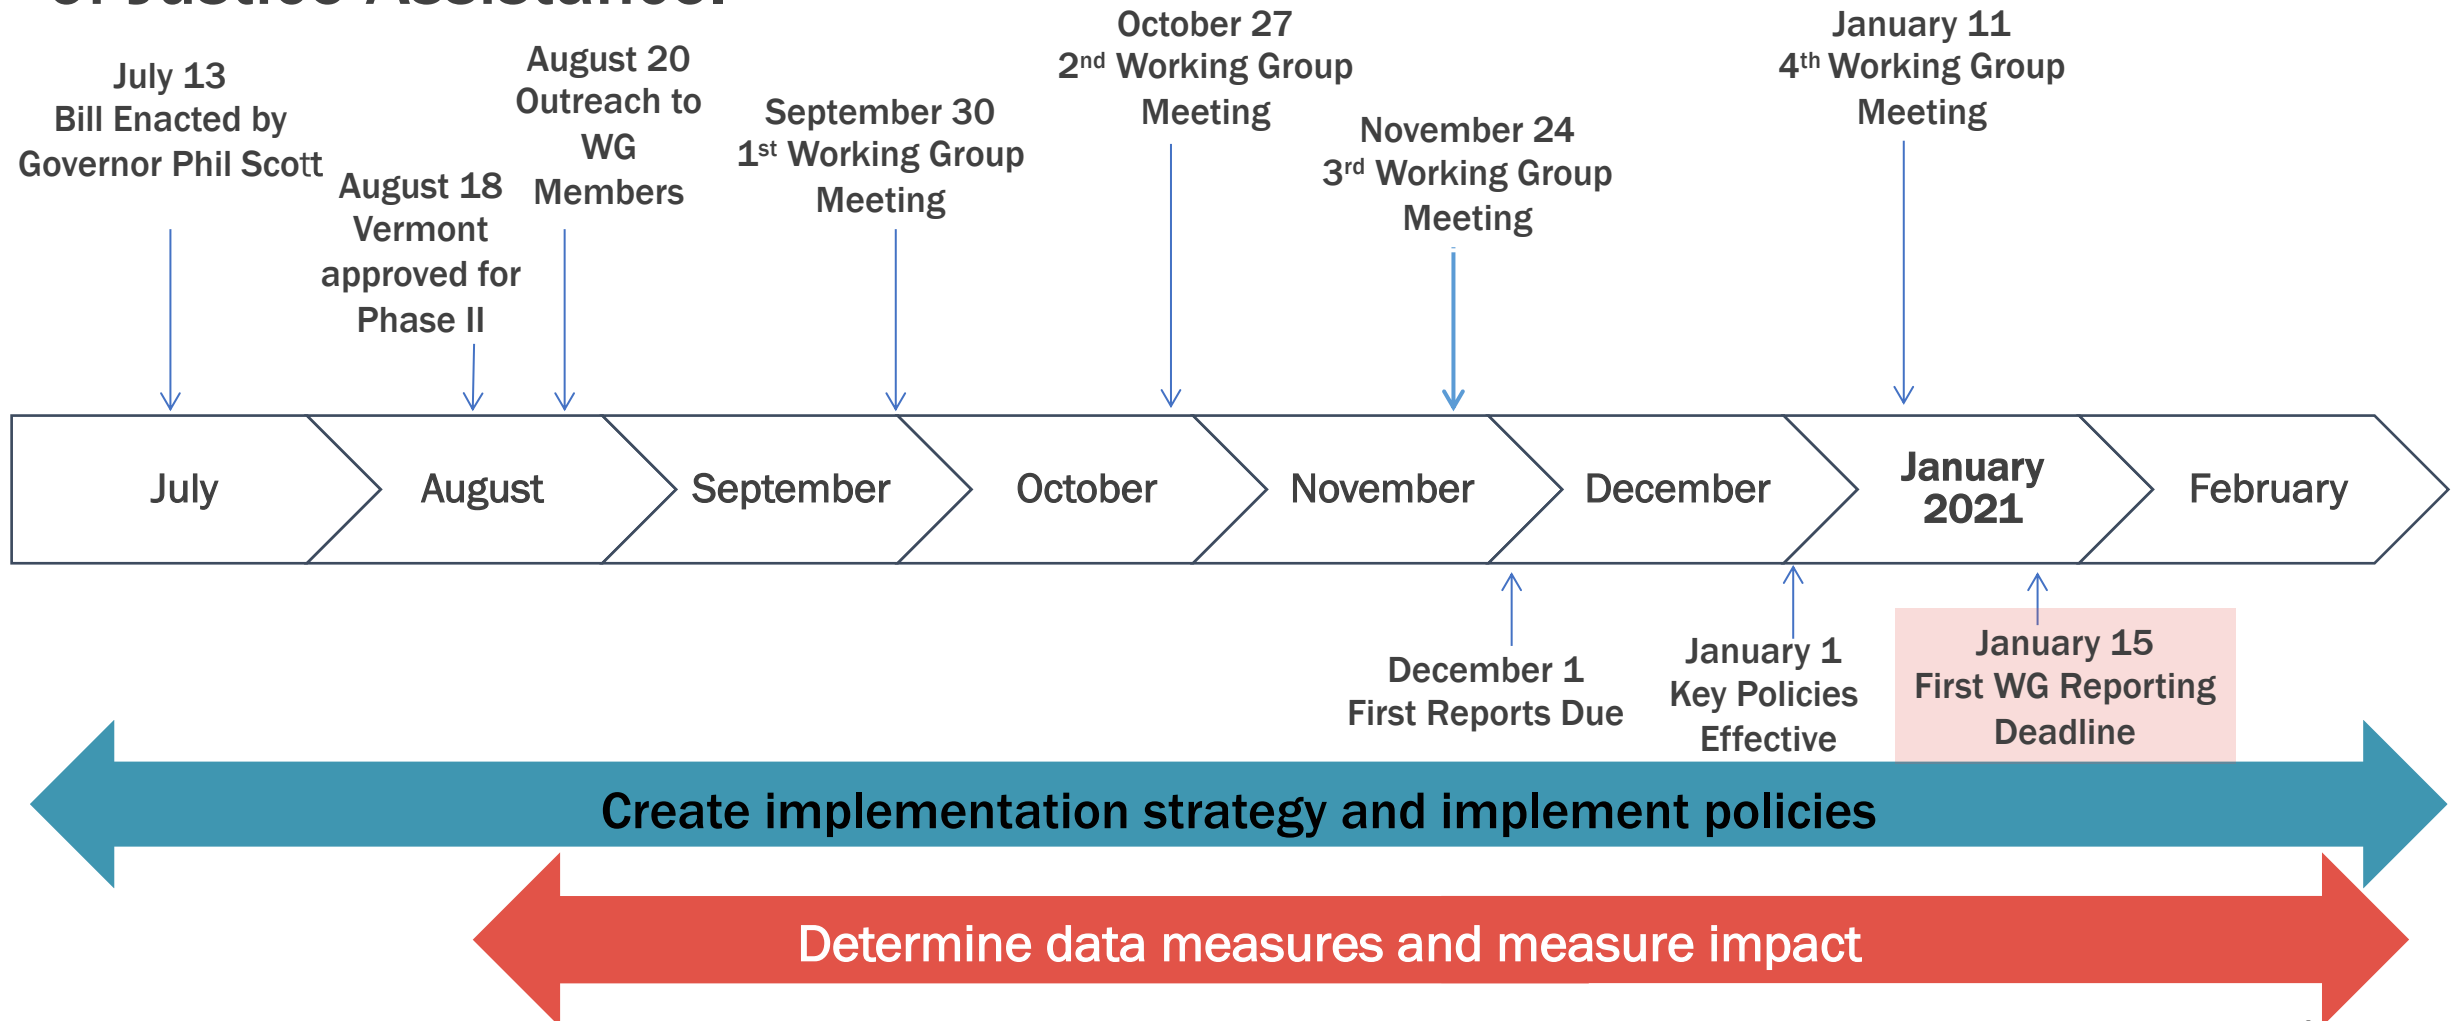 of Justice Assistance.
July 13
Bill Enacted by
Governor Phil Scott
August 18
Vermont
approved for
Phase II
August 20
Outreach to
WG
Members
September 30
1st Working Group
Meeting
October 27
2nd Working Group
Meeting
November 24
3rd Working Group
Meeting
January 11
4th Working Group
Meeting
July
August
September
October
November
December
January
2021
February
December 1
First Reports Due
January 1
Key Policies
Effective
January 15
First WG Reporting
Deadline
Create implementation strategy and implement policies
Determine data measures and measure impact